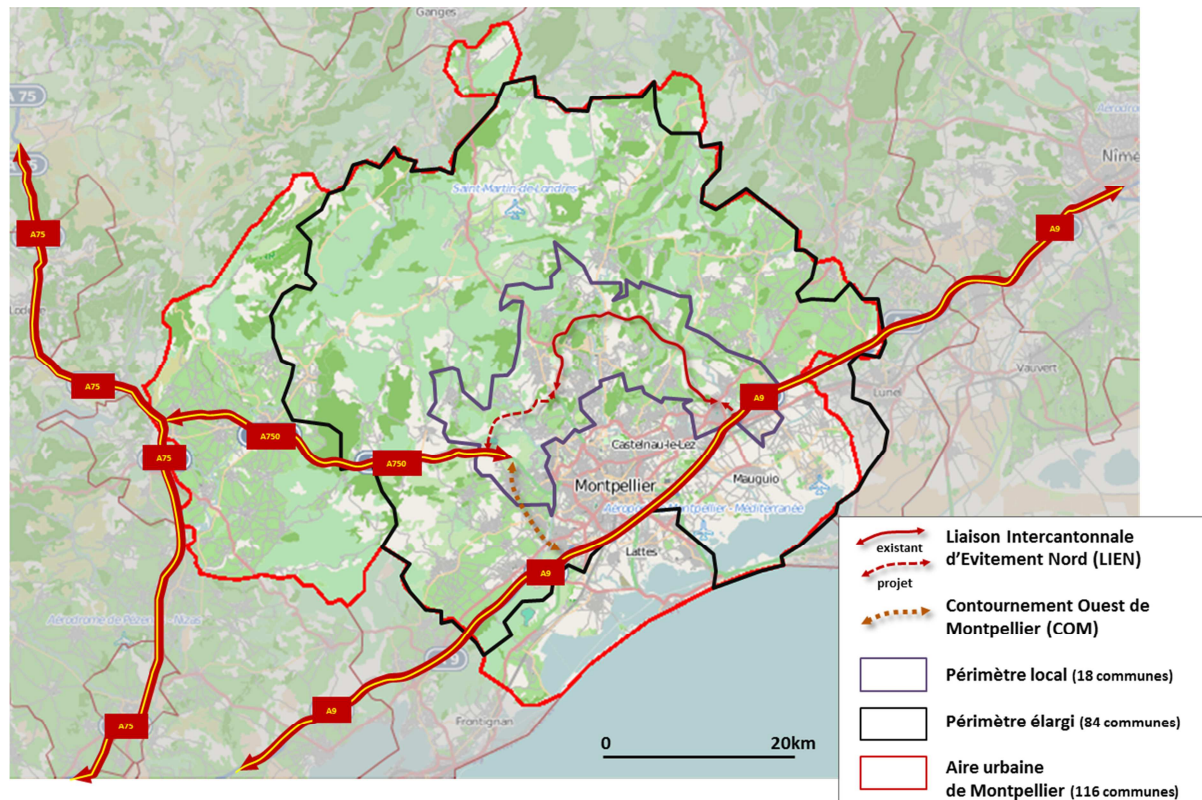 Ganges
A 75
Nîme
Saint Martin de Londres
A9
A75
Lodè
A75
Vauvert
Lunel
A9
A750
A75
A750
Castelnau-le-Lez
Montpellier
Mauguio
Aéroport Montpellier - Méditerranée
Lattes
A9
Aérodrome de Pézenas - Nizas
A9
A75
Frontignan
0 20km
existant
projet
Liaison Intercantonnale
d'Evitement Nord (LIEN)
Contournement Ouest de
Montpellier (COM)
Périmètre local (18 communes)
Périmètre élargi (84 communes)
Aire urbaine
de Montpellier (116 communes)